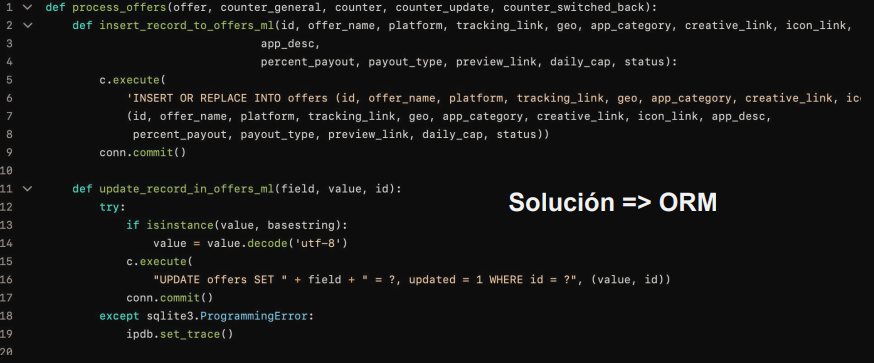 1 def process_offers(offer, counter_general, counter, counter_update, counter_switched_back):
2 def insert_record_to_offers_ml(id, offer_name, platform, tracking_link, geo, app_category, creative_link, icon_link,
3 app_desc,
4 percent_payout, payout_type, preview_link, daily_cap, status):
5 c.execute(
6 'INSERT OR REPLACE INTO offers (id, offer_name, platform, tracking_link, geo, app_category, creative_link,
7 (id, offer_name, platform, tracking_link, geo, app_category, creative_link, icon_link, app_desc,
8 percent_payout, payout_type, preview_link, daily_cap, status))
9 conn.commit()
10
11 def update_record_in_offers_ml(field, value, id):
12 try:
Solución => ORM
13 if isinstance(value, basestring):
14 value = value.decode('utf-8')
15 c.execute(
16 "UPDATE offers SET " + field + " = ?, updated = 1 WHERE id = ?", (value, id))
17 conn.commit()
18 except sqlite3.ProgrammingError:
19 ipdb.set_trace()
20